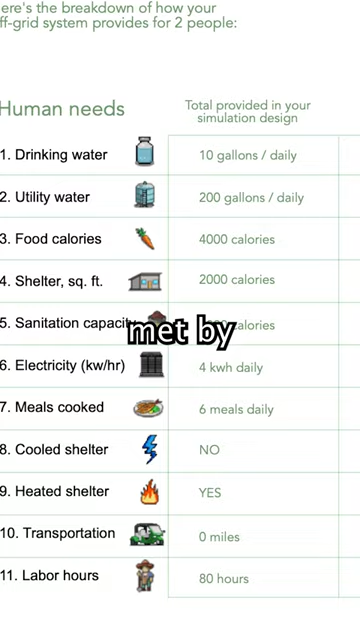 ere's the breakdown of how your
ff-grid system provides for 2 people:
Human needs
Total provided in your
simulation design
1. Drinking water
10 gallons / daily
2. Utility water
200 gallons / daily
3. Food calories
4000 calories
4. Shelter, sq. ft.
2000 calories
5. Sanitation capacity
calories
met by
6. Electricity (kw/hr)
4 kwh daily
7. Meals cooked
6 meals daily
8. Cooled shelter
NO
9. Heated shelter
YES
10. Transportation
0 miles
11. Labor hours
80 hours